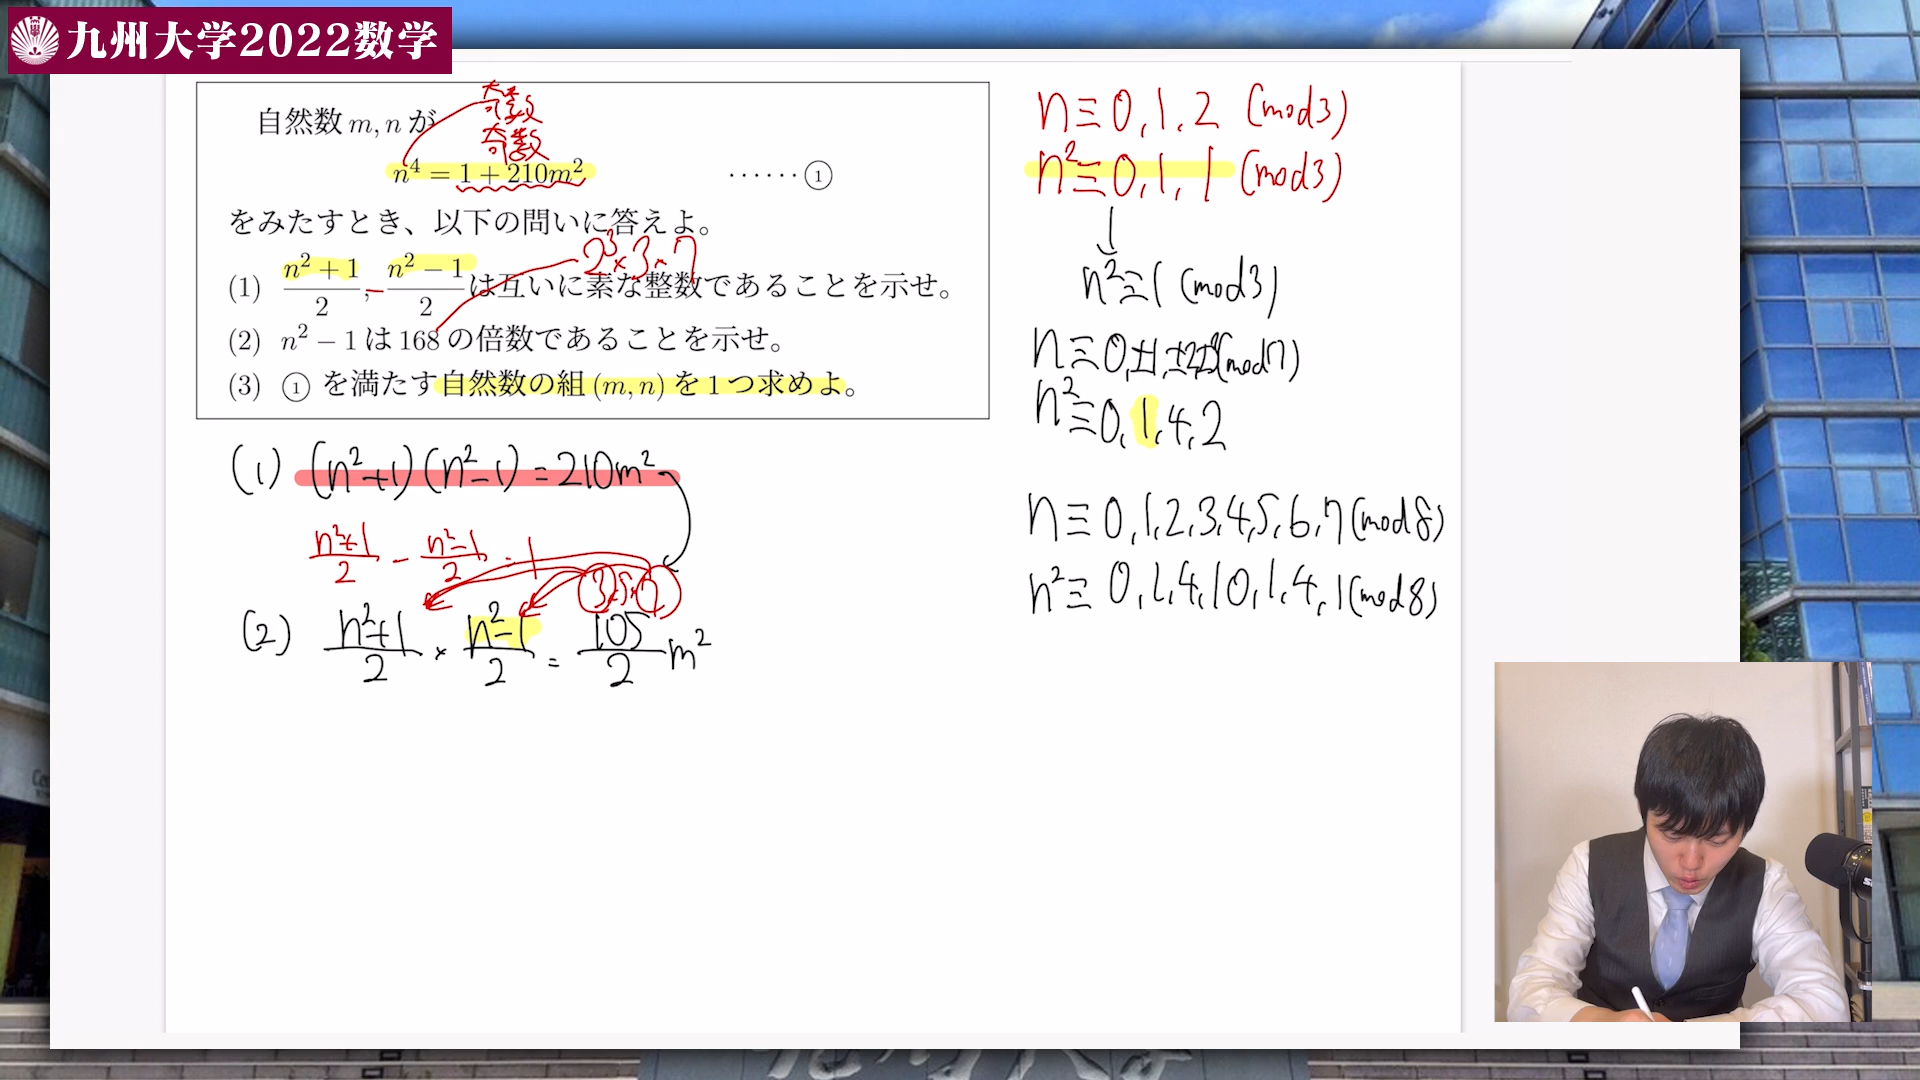 九州大学2022数学
自然数 m, n が
奇数
奇数
n⁴ = 1 + 210m² ······ ①
をみたすとき、以下の問いに答えよ。
2³×3×7
(1) (n² + 1)/2, (n² − 1)/2 は互いに素な整数であることを示せ。
(2) n² − 1 は 168 の倍数であることを示せ。
(3) ① を満たす自然数の組 (m, n) を 1 つ求めよ。
(1) (n²+1)(n²−1) = 210m²
(n²+1)/2 − (n²−1)/2 = 1
3·5·7
(2) (n²+1)/2 × (n²−1)/2 = 105/2 m²
n≡0,1,2 (mod3)
n²≡0,1,1 (mod3)
n²≡1 (mod3)
n≡0,±1,±2,±3(mod7)
n²≡0,1,4,2
n≡0,1,2,3,4,5,6,7(mod8)
n²≡0,1,4,1,0,1,4,1(mod8)